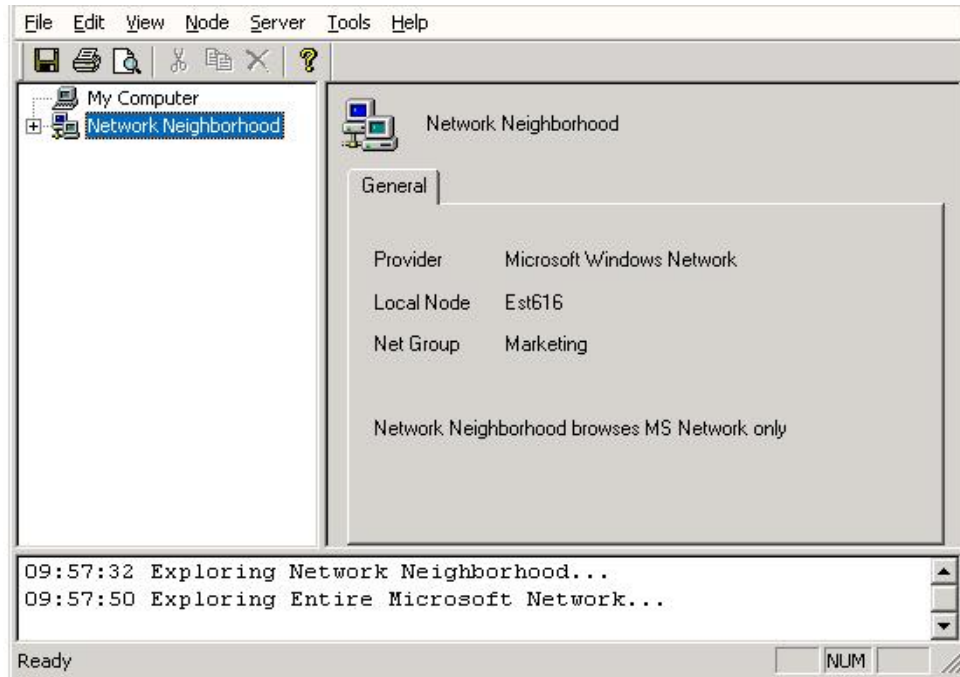 File Edit View Node Server Tools Help
My Computer
Network Neighborhood
Network Neighborhood
General
Provider Microsoft Windows Network
Local Node Est616
Net Group Marketing
Network Neighborhood browses MS Network only
09:57:32 Exploring Network Neighborhood...
09:57:50 Exploring Entire Microsoft Network...
Ready NUM